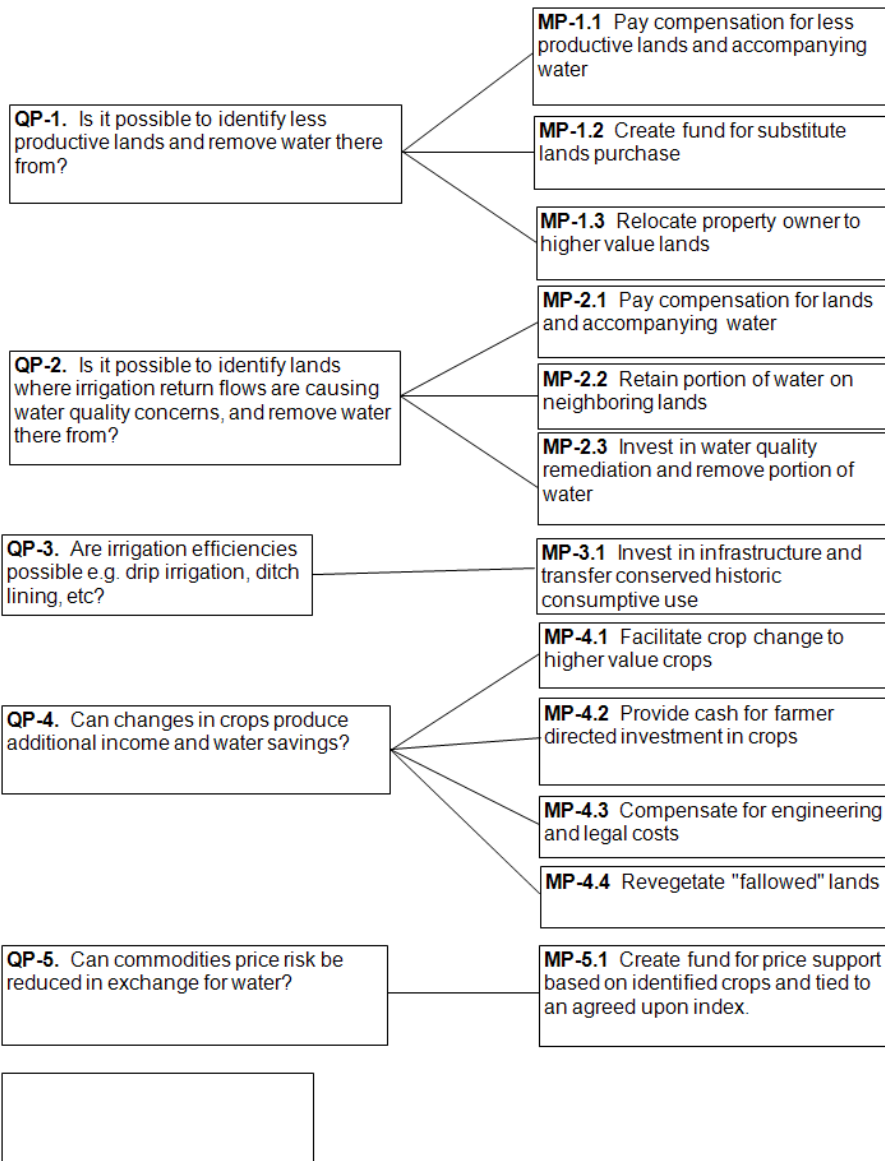 MP-1.1 Pay compensation for less
productive lands and accompanying
water
QP-1. Is it possible to identify less
productive lands and remove water there
from?
MP-1.2 Create fund for substitute
lands purchase
MP-1.3 Relocate property owner to
higher value lands
MP-2.1 Pay compensation for lands
and accompanying water
QP-2. Is it possible to identify lands
where irrigation return flows are causing
water quality concerns, and remove water
there from?
MP-2.2 Retain portion of water on
neighboring lands
MP-2.3 Invest in water quality
remediation and remove portion of
water
QP-3. Are irrigation efficiencies
possible e.g. drip irrigation, ditch
lining, etc?
MP-3.1 Invest in infrastructure and
transfer conserved historic
consumptive use
MP-4.1 Facilitate crop change to
higher value crops
QP-4. Can changes in crops produce
additional income and water savings?
MP-4.2 Provide cash for farmer
directed investment in crops
MP-4.3 Compensate for engineering
and legal costs
MP-4.4 Revegetate "fallowed" lands
QP-5. Can commodities price risk be
reduced in exchange for water?
MP-5.1 Create fund for price support
based on identified crops and tied to
an agreed upon index.